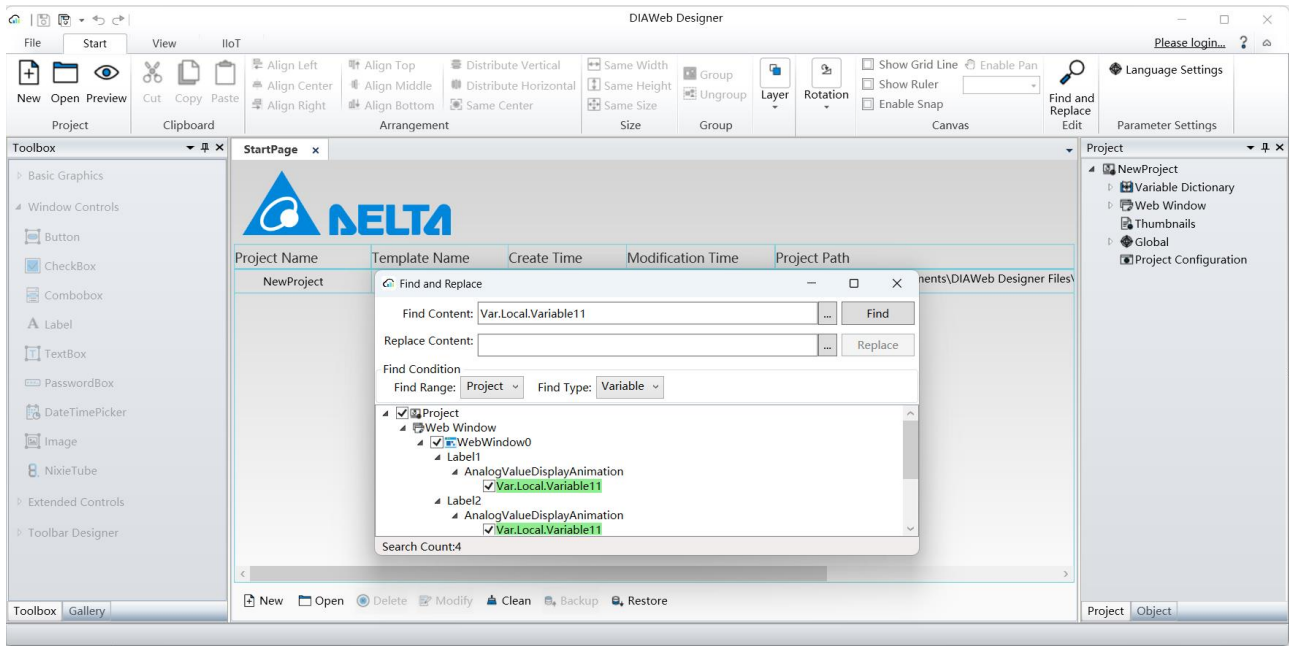 DIAWeb Designer
File Start View IIoT Please login... ?
New Open Preview Cut Copy Paste
Align Left Align Top Distribute Vertical Same Width Group Layer Rotation Show Grid Line Enable Pan Find and Replace Language Settings
Align Center Align Middle Distribute Horizontal Same Height Ungroup Show Ruler
Align Right Align Bottom Same Center Same Size Enable Snap
Project Clipboard Arrangement Size Group Canvas Edit Parameter Settings
Toolbox
Basic Graphics
Window Controls
Button
CheckBox
Combobox
A Label
TextBox
PasswordBox
DateTimePicker
Image
NixieTube
Extended Controls
Toolbar Designer
Toolbox Gallery
StartPage x
DELTA
Project Name Template Name Create Time Modification Time Project Path
NewProject ments\DIAWeb Designer Files\
Find and Replace
Find Content: Var.Local.Variable11 ... Find
Replace Content: ... Replace
Find Condition
Find Range: Project Find Type: Variable
Project
Web Window
WebWindow0
Label1
AnalogValueDisplayAnimation
Var.Local.Variable11
Label2
AnalogValueDisplayAnimation
Var.Local.Variable11
Search Count:4
New Open Delete Modify Clean Backup Restore
Project
NewProject
Variable Dictionary
Web Window
Thumbnails
Global
Project Configuration
Project Object